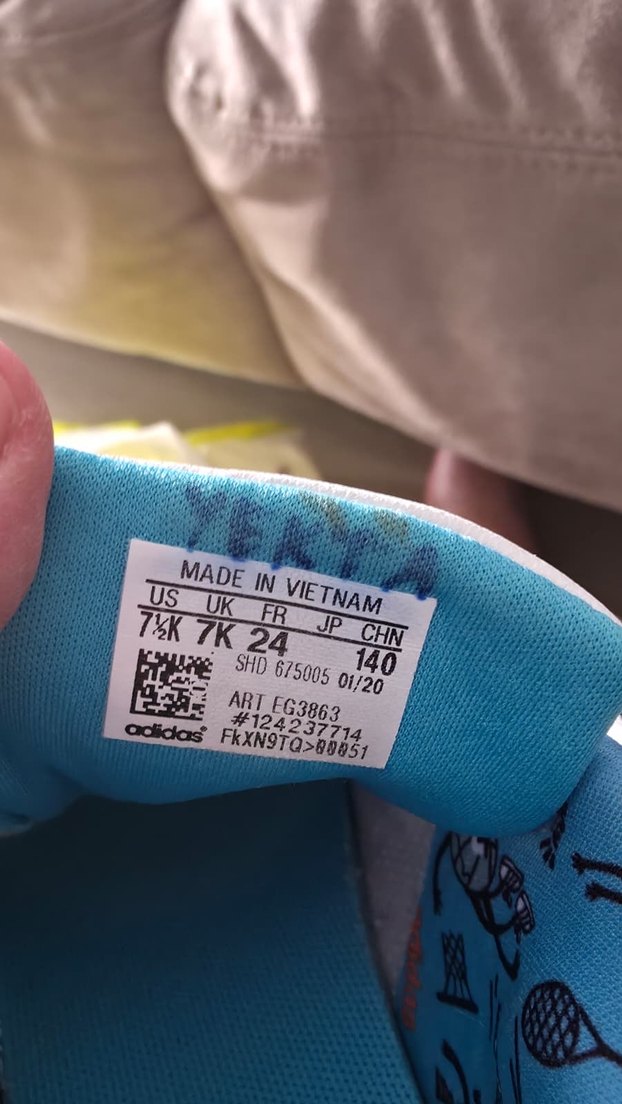 YEKTA
MADE IN VIETNAM
US UK FR JP CHN
7½K 7K 24 140
SHD 675005 01/20
ART EG3863
#124237714
adidas FkXN9TQ>00051